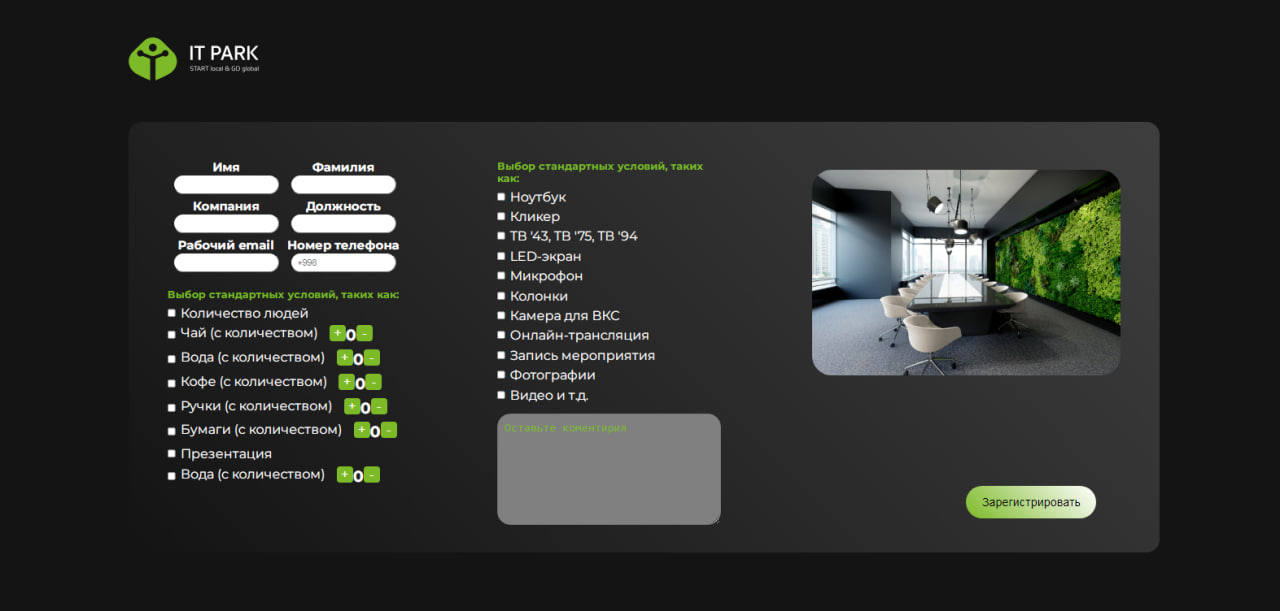 IT PARK
START local & GO global
Имя Фамилия
Компания Должность
Рабочий email Номер телефона
+998
Выбор стандартных условий, таких как:
Количество людей
Чай (с количеством) + 0 -
Вода (с количеством) + 0 -
Кофе (с количеством) + 0 -
Ручки (с количеством) + 0 -
Бумаги (с количеством) + 0 -
Презентация
Вода (с количеством) + 0 -
Выбор стандартных условий, таких
как:
Ноутбук
Кликер
ТВ '43, ТВ '75, ТВ '94
LED-экран
Микрофон
Колонки
Камера для ВКС
Онлайн-трансляция
Запись мероприятия
Фотографии
Видео и т.д.
Оставьте коментирия
Зарегистрировать